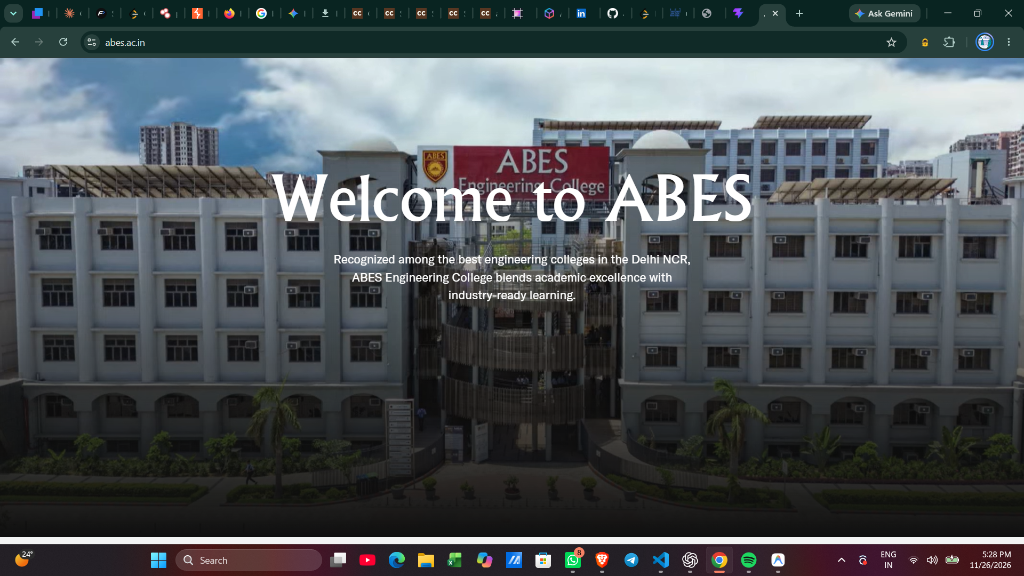 Ask Gemini
abes.ac.in
ABES
ABES
Engineering College
Welcome to ABES
Recognized among the best engineering colleges in the Delhi NCR,
ABES Engineering College blends academic excellence with
industry-ready learning.
24°
Search
8
ENG
IN
5:28 PM
11/26/2026